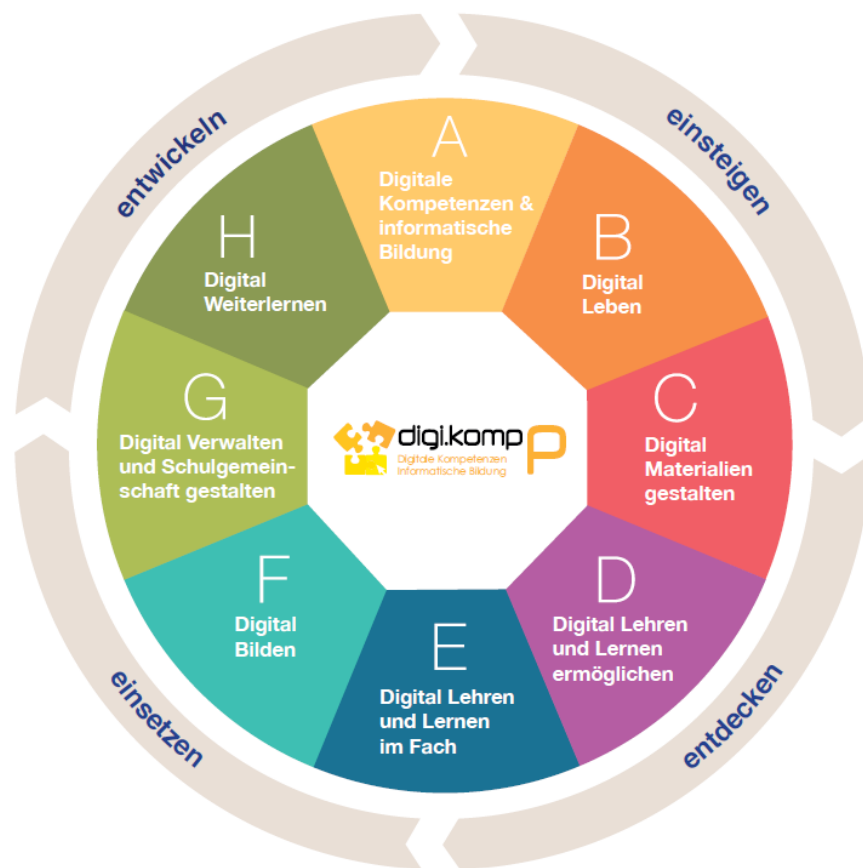 einsteigen
entdecken
einsetzen
entwickeln
A
Digitale
Kompetenzen &
informatische
Bildung
B
Digital
Leben
C
Digital
Materialien
gestalten
D
Digital Lehren
und Lernen
ermöglichen
E
Digital Lehren
und Lernen
im Fach
F
Digital
Bilden
G
Digital Verwalten
und Schulgemein-
schaft gestalten
H
Digital
Weiterlernen
digi.komp P
Digitale Kompetenzen
Informatische Bildung